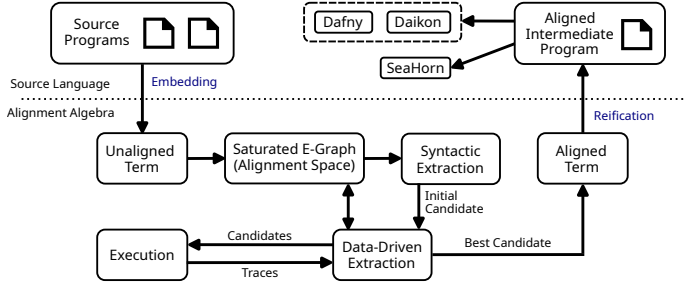 Source
Programs
Dafny
Daikon
SeaHorn
Aligned
Intermediate
Program
Source Language
Embedding
Alignment Algebra
Reification
Unaligned
Term
Saturated E-Graph
(Alignment Space)
Syntactic
Extraction
Aligned
Term
Initial
Candidate
Execution
Candidates
Traces
Data-Driven
Extraction
Best Candidate